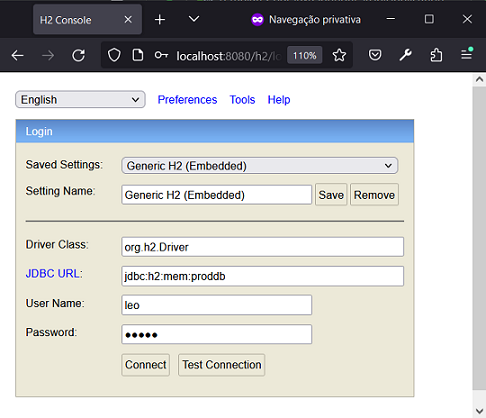 H2 Console
Navegação privativa
localhost:8080/h2/lo
110%
English Preferences Tools Help
Login
Saved Settings: Generic H2 (Embedded)
Setting Name: Generic H2 (Embedded) Save Remove
Driver Class: org.h2.Driver
JDBC URL: jdbc:h2:mem:proddb
User Name: leo
Password: •••••
Connect Test Connection